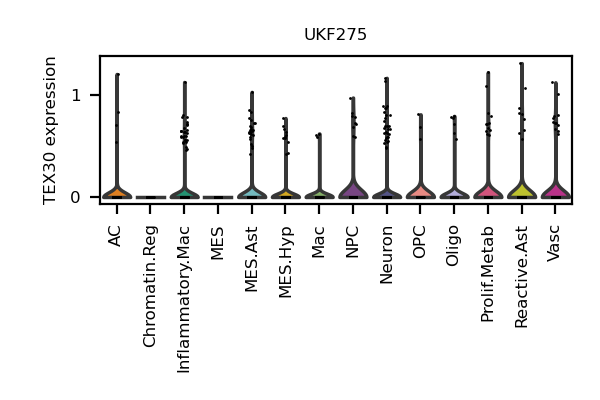 UKF275
TEX30 expression
1
0
AC
Chromatin.Reg
Inflammatory.Mac
MES
MES.Ast
MES.Hyp
Mac
NPC
Neuron
OPC
Oligo
Prolif.Metab
Reactive.Ast
Vasc